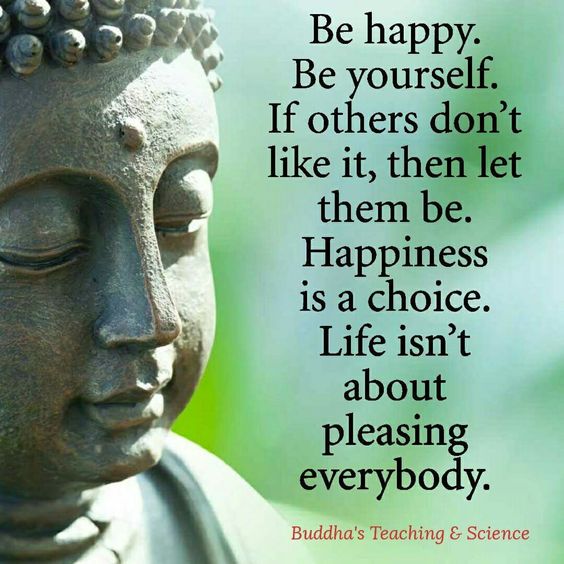 Be happy.
Be yourself.
If others don't
like it, then let
them be.
Happiness
is a choice.
Life isn't
about
pleasing
everybody.
Buddha's Teaching & Science